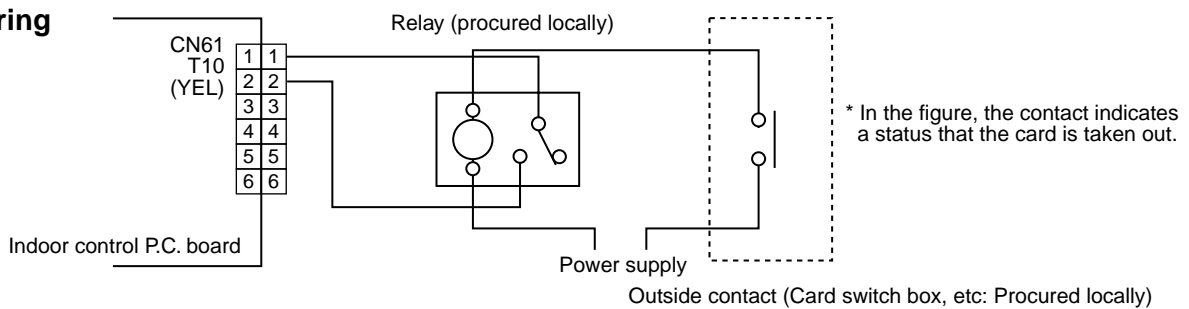 ring
Relay (procured locally)
CN61
T10
(YEL)
1 1
2 2
3 3
4 4
5 5
6 6
* In the figure, the contact indicates
a status that the card is taken out.
Indoor control P.C. board
Power supply
Outside contact (Card switch box, etc: Procured locally)